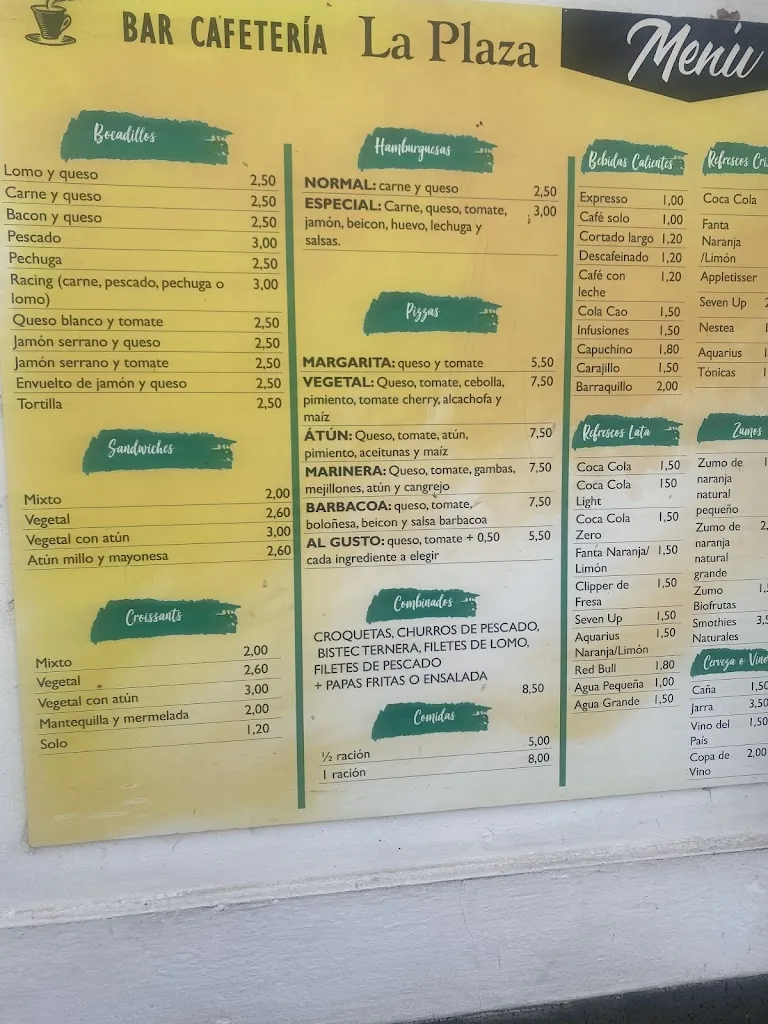 BAR CAFETERÍA La Plaza
Menu
Bocadillos
Lomo y queso 2,50
Carne y queso 2,50
Bacon y queso 2,50
Pescado 3,00
Pechuga 2,50
Racing (carne, pescado, pechuga o 3,00
lomo)
Queso blanco y tomate 2,50
Jamón serrano y queso 2,50
Jamón serrano y tomate 2,50
Envuelto de jamón y queso 2,50
Tortilla 2,50
Sandwiches
Mixto 2,00
Vegetal 2,60
Vegetal con atún 3,00
Atún millo y mayonesa 2,60
Croissants
Mixto 2,00
Vegetal 2,60
Vegetal con atún 3,00
Mantequilla y mermelada 2,00
Solo 1,20
Hamburguesas
NORMAL: carne y queso 2,50
ESPECIAL: Carne, queso, tomate, 3,00
jamón, beicon, huevo, lechuga y
salsas.
Pizzas
MARGARITA: queso y tomate 5,50
VEGETAL: Queso, tomate, cebolla, 7,50
pimiento, tomate cherry, alcachofa y
maíz
ÁTÚN: Queso, tomate, atún, 7,50
pimiento, aceitunas y maíz
MARINERA: Queso, tomate, gambas, 7,50
mejillones, atún y cangrejo
BARBACOA: queso, tomate, 7,50
boloñesa, beicon y salsa barbacoa
AL GUSTO: queso, tomate + 0,50 5,50
cada ingrediente a elegir
Combinados
CROQUETAS, CHURROS DE PESCADO,
BISTEC TERNERA, FILETES DE LOMO,
FILETES DE PESCADO
+ PAPAS FRITAS O ENSALADA
8,50
Comidas
½ ración 5,00
1 ración 8,00
Bebidas Calientes
Expresso 1,00
Café solo 1,00
Cortado largo 1,20
Descafeinado 1,20
Café con 1,20
leche
Cola Cao 1,50
Infusiones 1,50
Capuchino 1,80
Carajillo 1,50
Barraquillo 2,00
Refrescos Lata
Coca Cola 1,50
Coca Cola 150
Light
Coca Cola 1,50
Zero
Fanta Naranja/ 1,50
Limón
Clipper de 1,50
Fresa
Seven Up 1,50
Aquarius 1,50
Naranja/Limón
Red Bull 1,80
Agua Pequeña 1,00
Agua Grande 1,50
Refrescos
Coca Cola
Fanta
Naranja
/Limón
Appletisser
Seven Up
Nestea
Aquarius
Tónicas
Zumos
Zumo de
naranja
natural
pequeño
Zumo de
naranja
natural
grande
Zumo
Biofrutas
Smothies
Naturales
Cerveza o Vino
Caña 1,50
Jarra 3,50
Vino del 1,50
País
Copa de 2,00
Vino